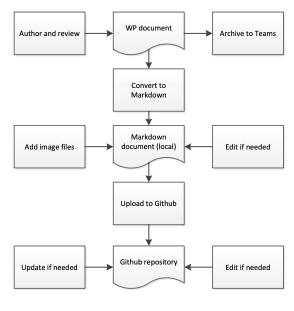 Author and review
WP document
Archive to Teams
Convert to
Markdown
Add image files
Markdown
document (local)
Edit if needed
Upload to Github
Update if needed
Github repository
Edit if needed